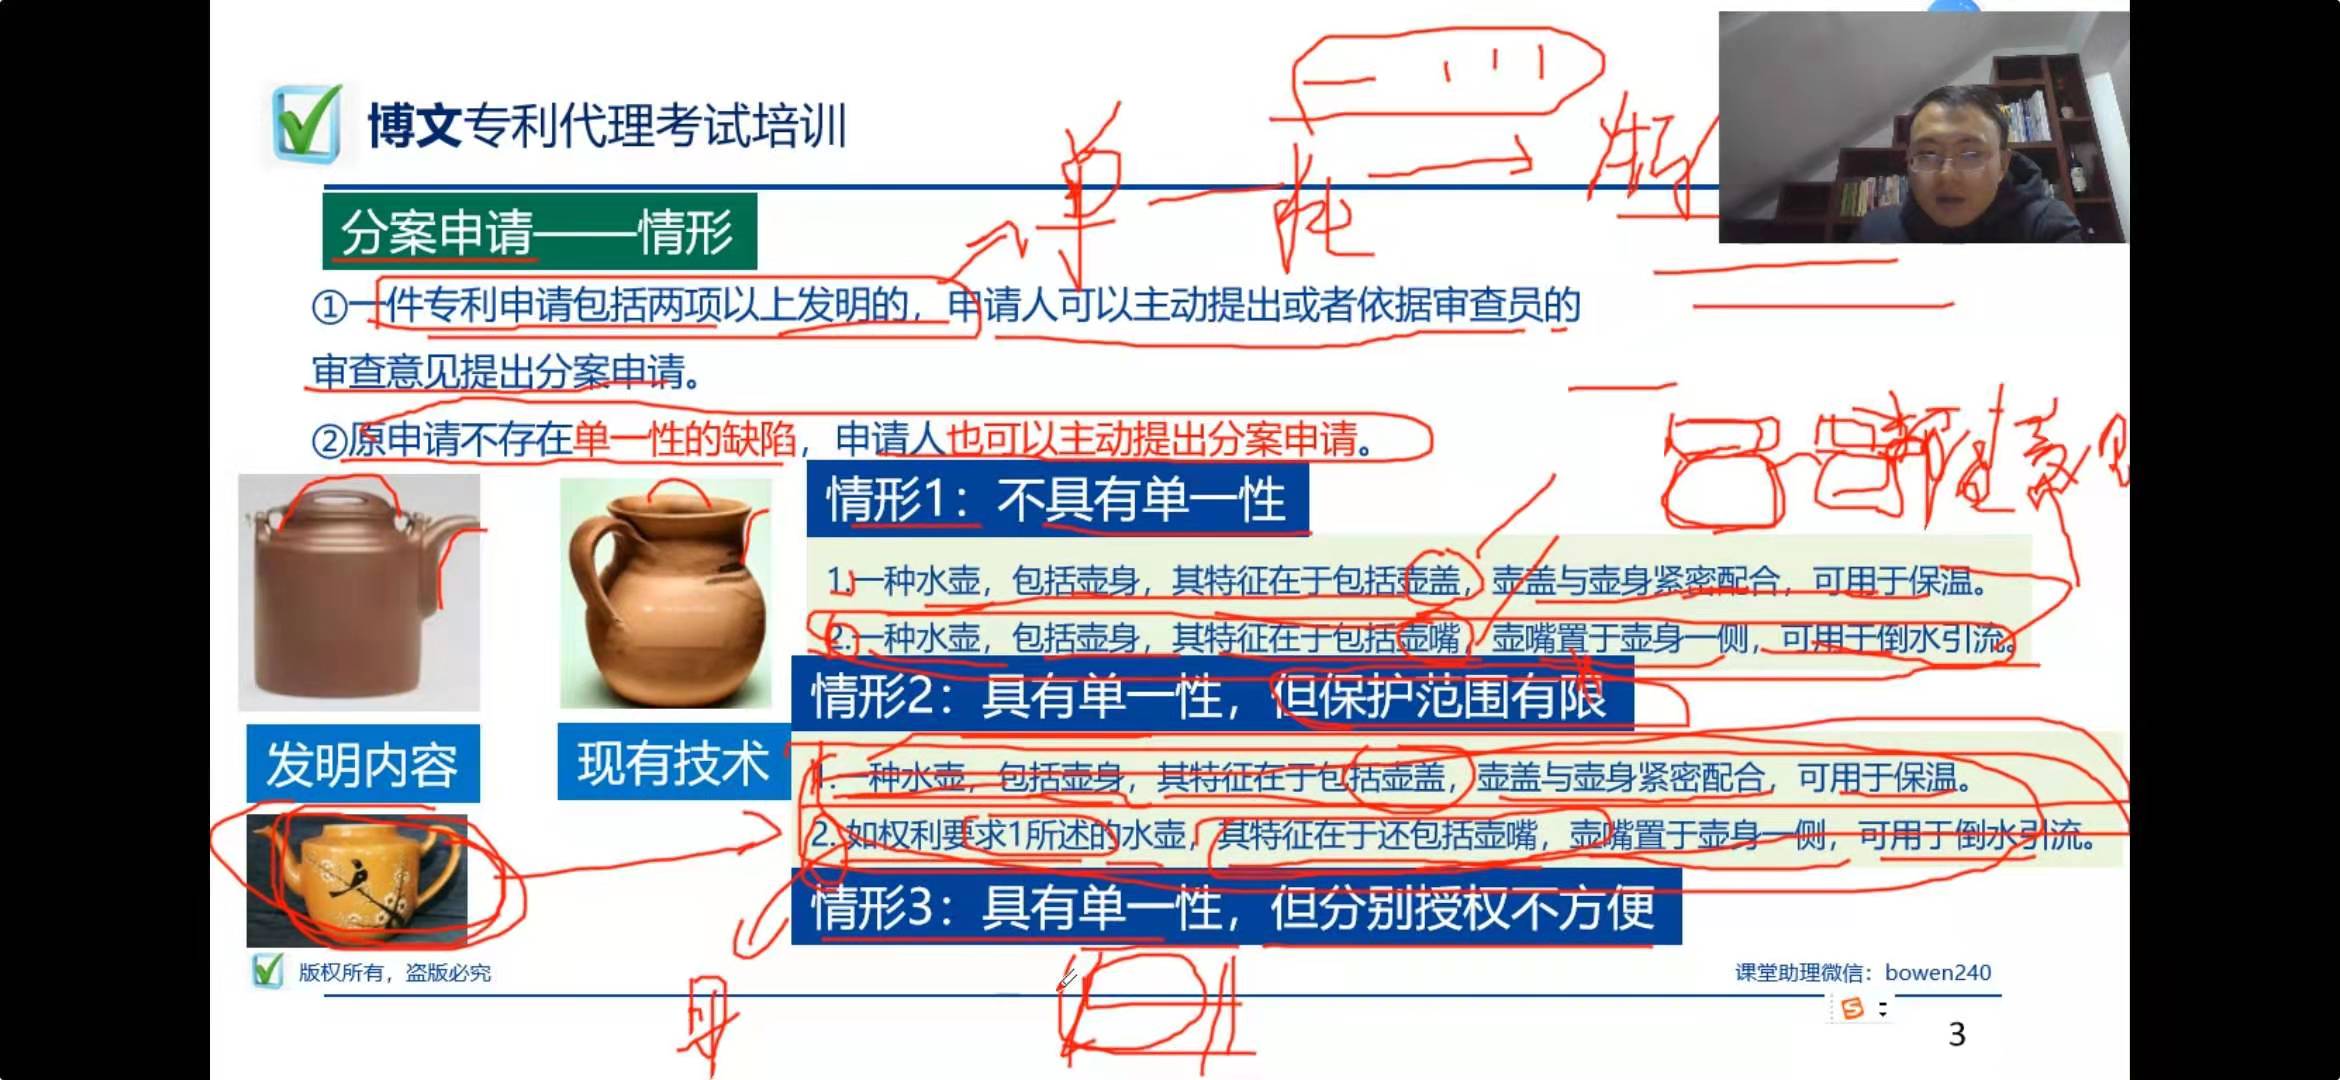 博文专利代理考试培训
分案申请——情形
①一件专利申请包括两项以上发明的，申请人可以主动提出或者依据审查员的
审查意见提出分案申请。
②原申请不存在单一性的缺陷，申请人也可以主动提出分案申请。
情形1：不具有单一性
1.一种水壶，包括壶身，其特征在于包括壶盖，壶盖与壶身紧密配合，可用于保温。
2.一种水壶，包括壶身，其特征在于包括壶嘴，壶嘴置于壶身一侧，可用于倒水引流。
情形2：具有单一性，但保护范围有限
1.一种水壶，包括壶身，其特征在于包括壶盖，壶盖与壶身紧密配合，可用于保温。
2.如权利要求1所述的水壶，其特征在于还包括壶嘴，壶嘴置于壶身一侧，可用于倒水引流。
情形3：具有单一性，但分别授权不方便
发明内容
现有技术
版权所有，盗版必究
课堂助理微信：bowen240
3
单